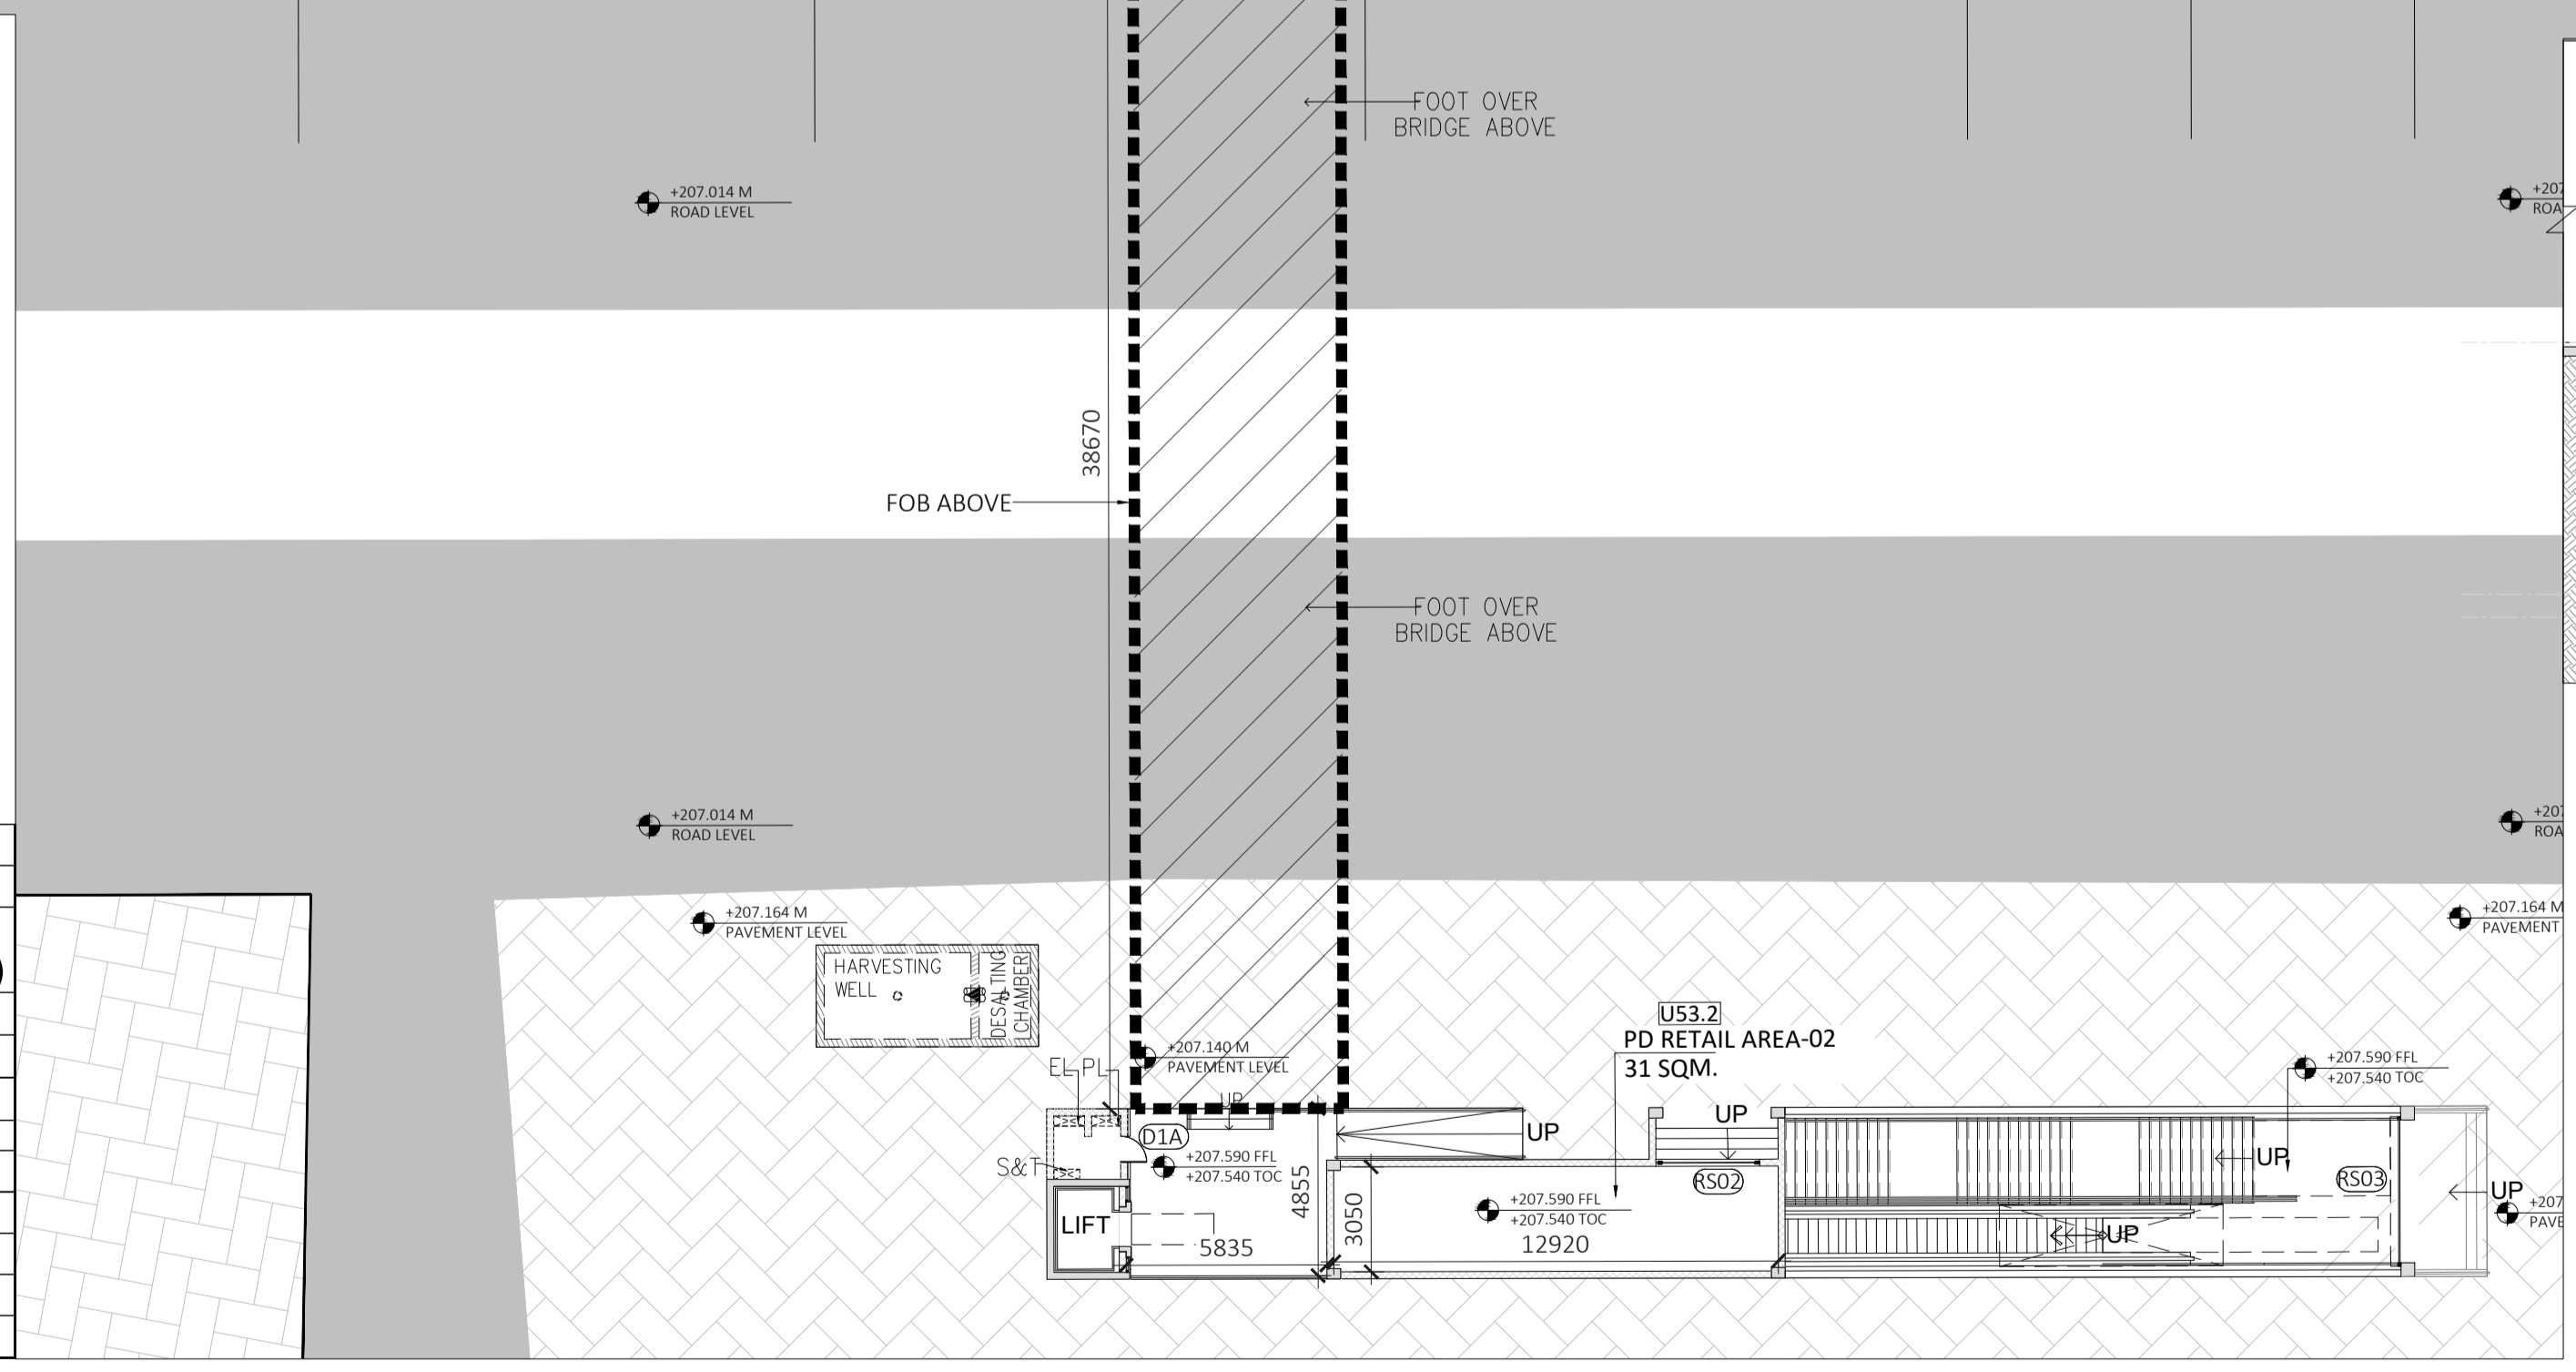 FOOT OVER
BRIDGE ABOVE
+207.014 M
ROAD LEVEL
38670
FOB ABOVE
FOOT OVER
BRIDGE ABOVE
+207.014 M
ROAD LEVEL
+207.164 M
PAVEMENT LEVEL
+207.164 M
PAVEMENT
HARVESTING
WELL
DESALTING
CHAMBER
U53.2
PD RETAIL AREA-02
31 SQM.
+207.140 M
PAVEMENT LEVEL
EL PL
+207.590 FFL
+207.540 TOC
UP
D1A
UP
UP
S&T
+207.590 FFL
+207.540 TOC
4855
3050
RS02
UP
RS03
UP
+207.590 FFL
+207.540 TOC
LIFT
5835
12920
UP